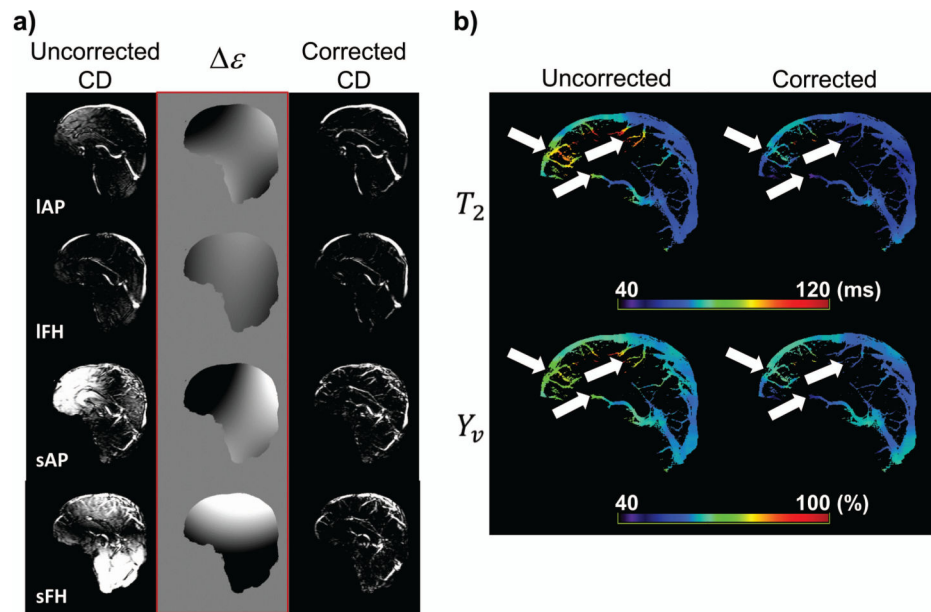 a)
Uncorrected
CD
Δε
Corrected
CD
lAP
lFH
sAP
sFH
b)
Uncorrected
Corrected
T2
40
120 (ms)
Yv
40
100 (%)